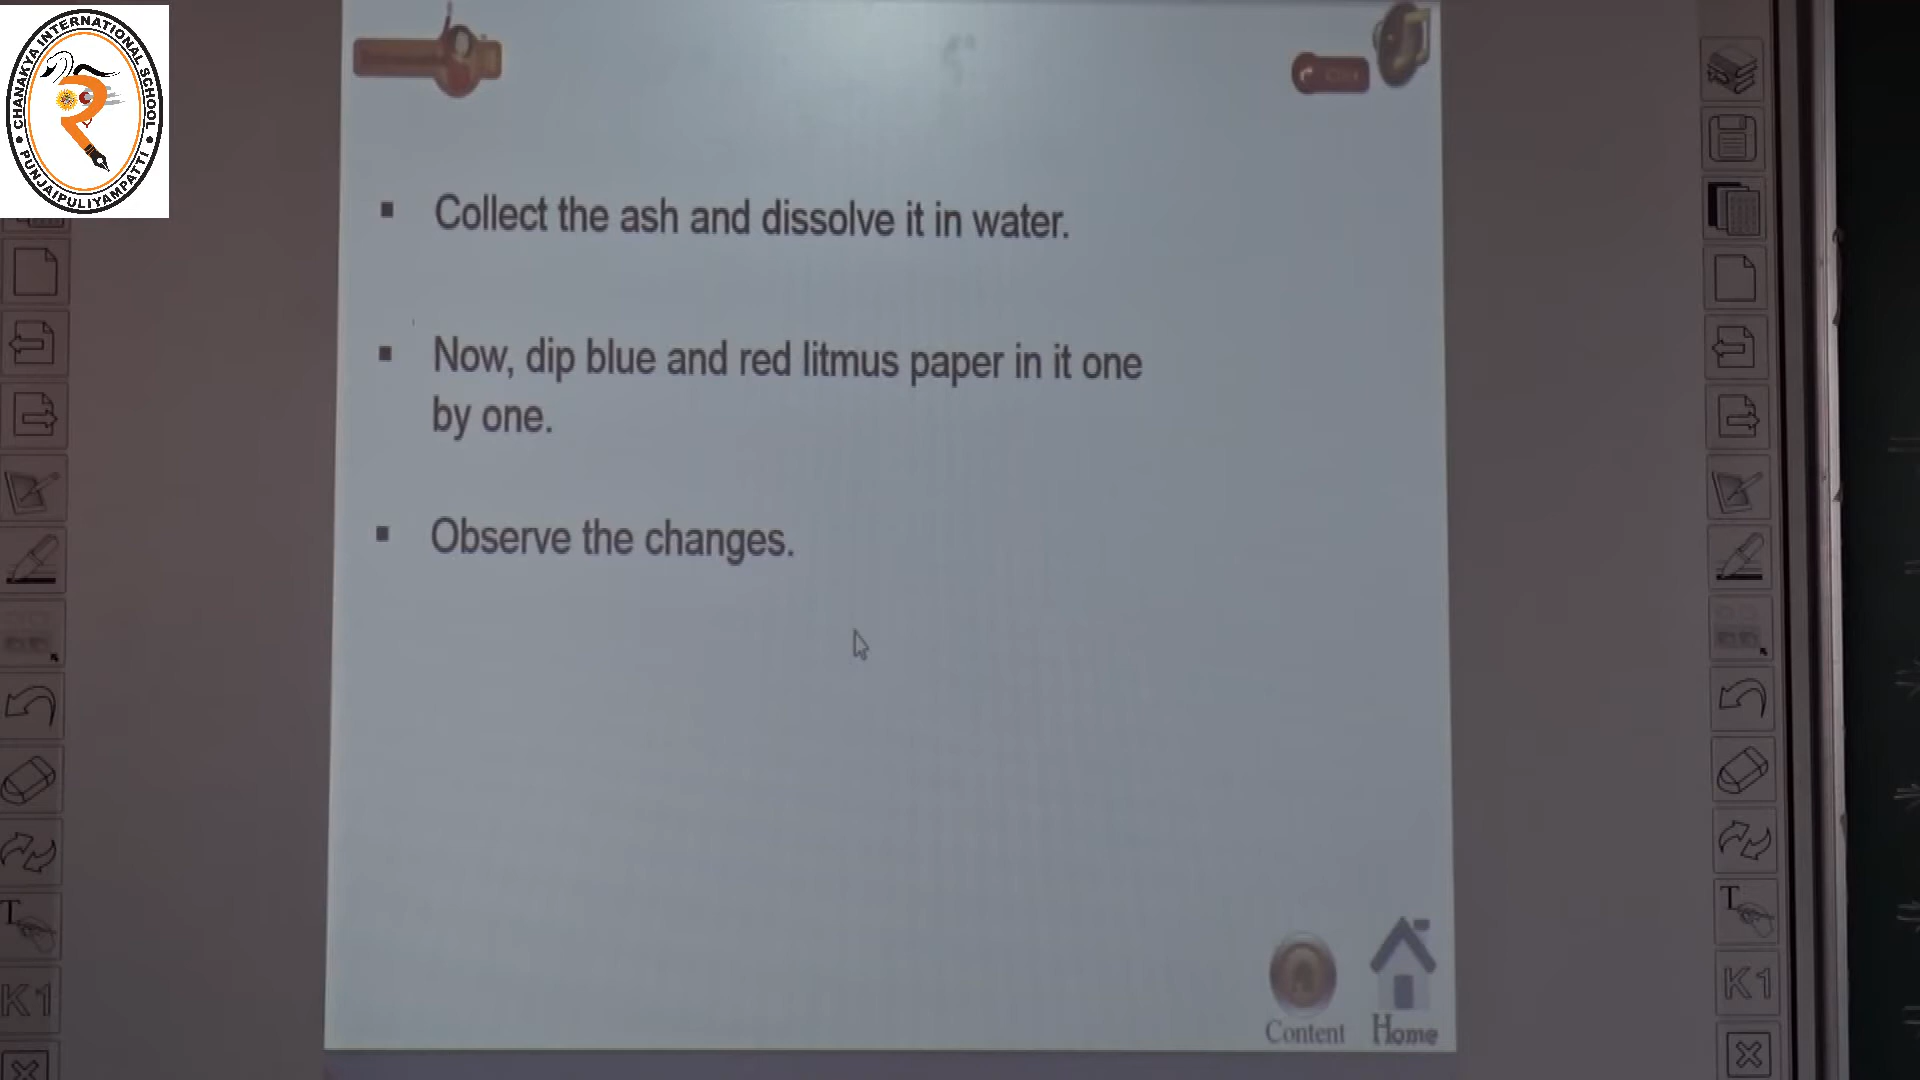 CHANAKYA INTERNATIONAL SCHOOL
PUNJAIPULIYAMPATTI
▪ Collect the ash and dissolve it in water.
▪ Now, dip blue and red litmus paper in it one
by one.
▪ Observe the changes.
Content
Home
T
K1
T
K1